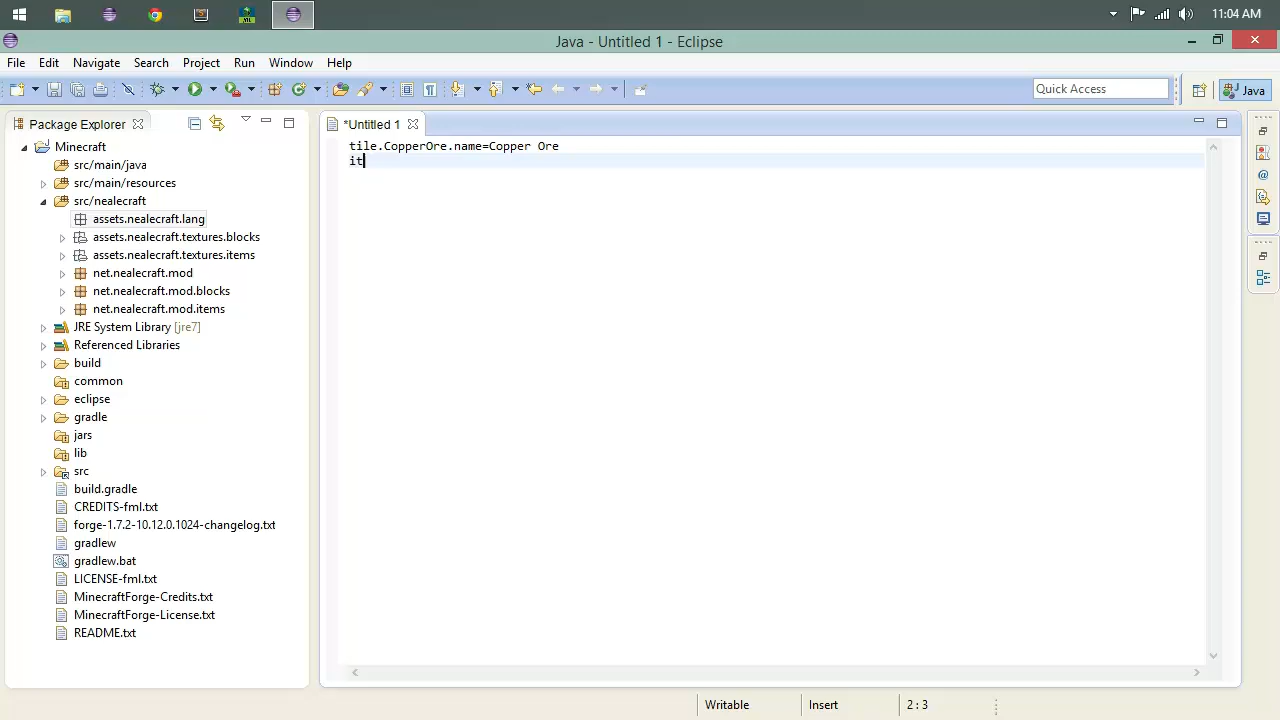 11:04 AM
Java - Untitled 1 - Eclipse
File Edit Navigate Search Project Run Window Help
Quick Access
Java
Package Explorer
*Untitled 1
Minecraft
src/main/java
src/main/resources
src/nealecraft
assets.nealecraft.lang
assets.nealecraft.textures.blocks
assets.nealecraft.textures.items
net.nealecraft.mod
net.nealecraft.mod.blocks
net.nealecraft.mod.items
JRE System Library [jre7]
Referenced Libraries
build
common
eclipse
gradle
jars
lib
src
build.gradle
CREDITS-fml.txt
forge-1.7.2-10.12.0.1024-changelog.txt
gradlew
gradlew.bat
LICENSE-fml.txt
MinecraftForge-Credits.txt
MinecraftForge-License.txt
README.txt
tile.CopperOre.name=Copper Ore
it
Writable Insert 2 : 3